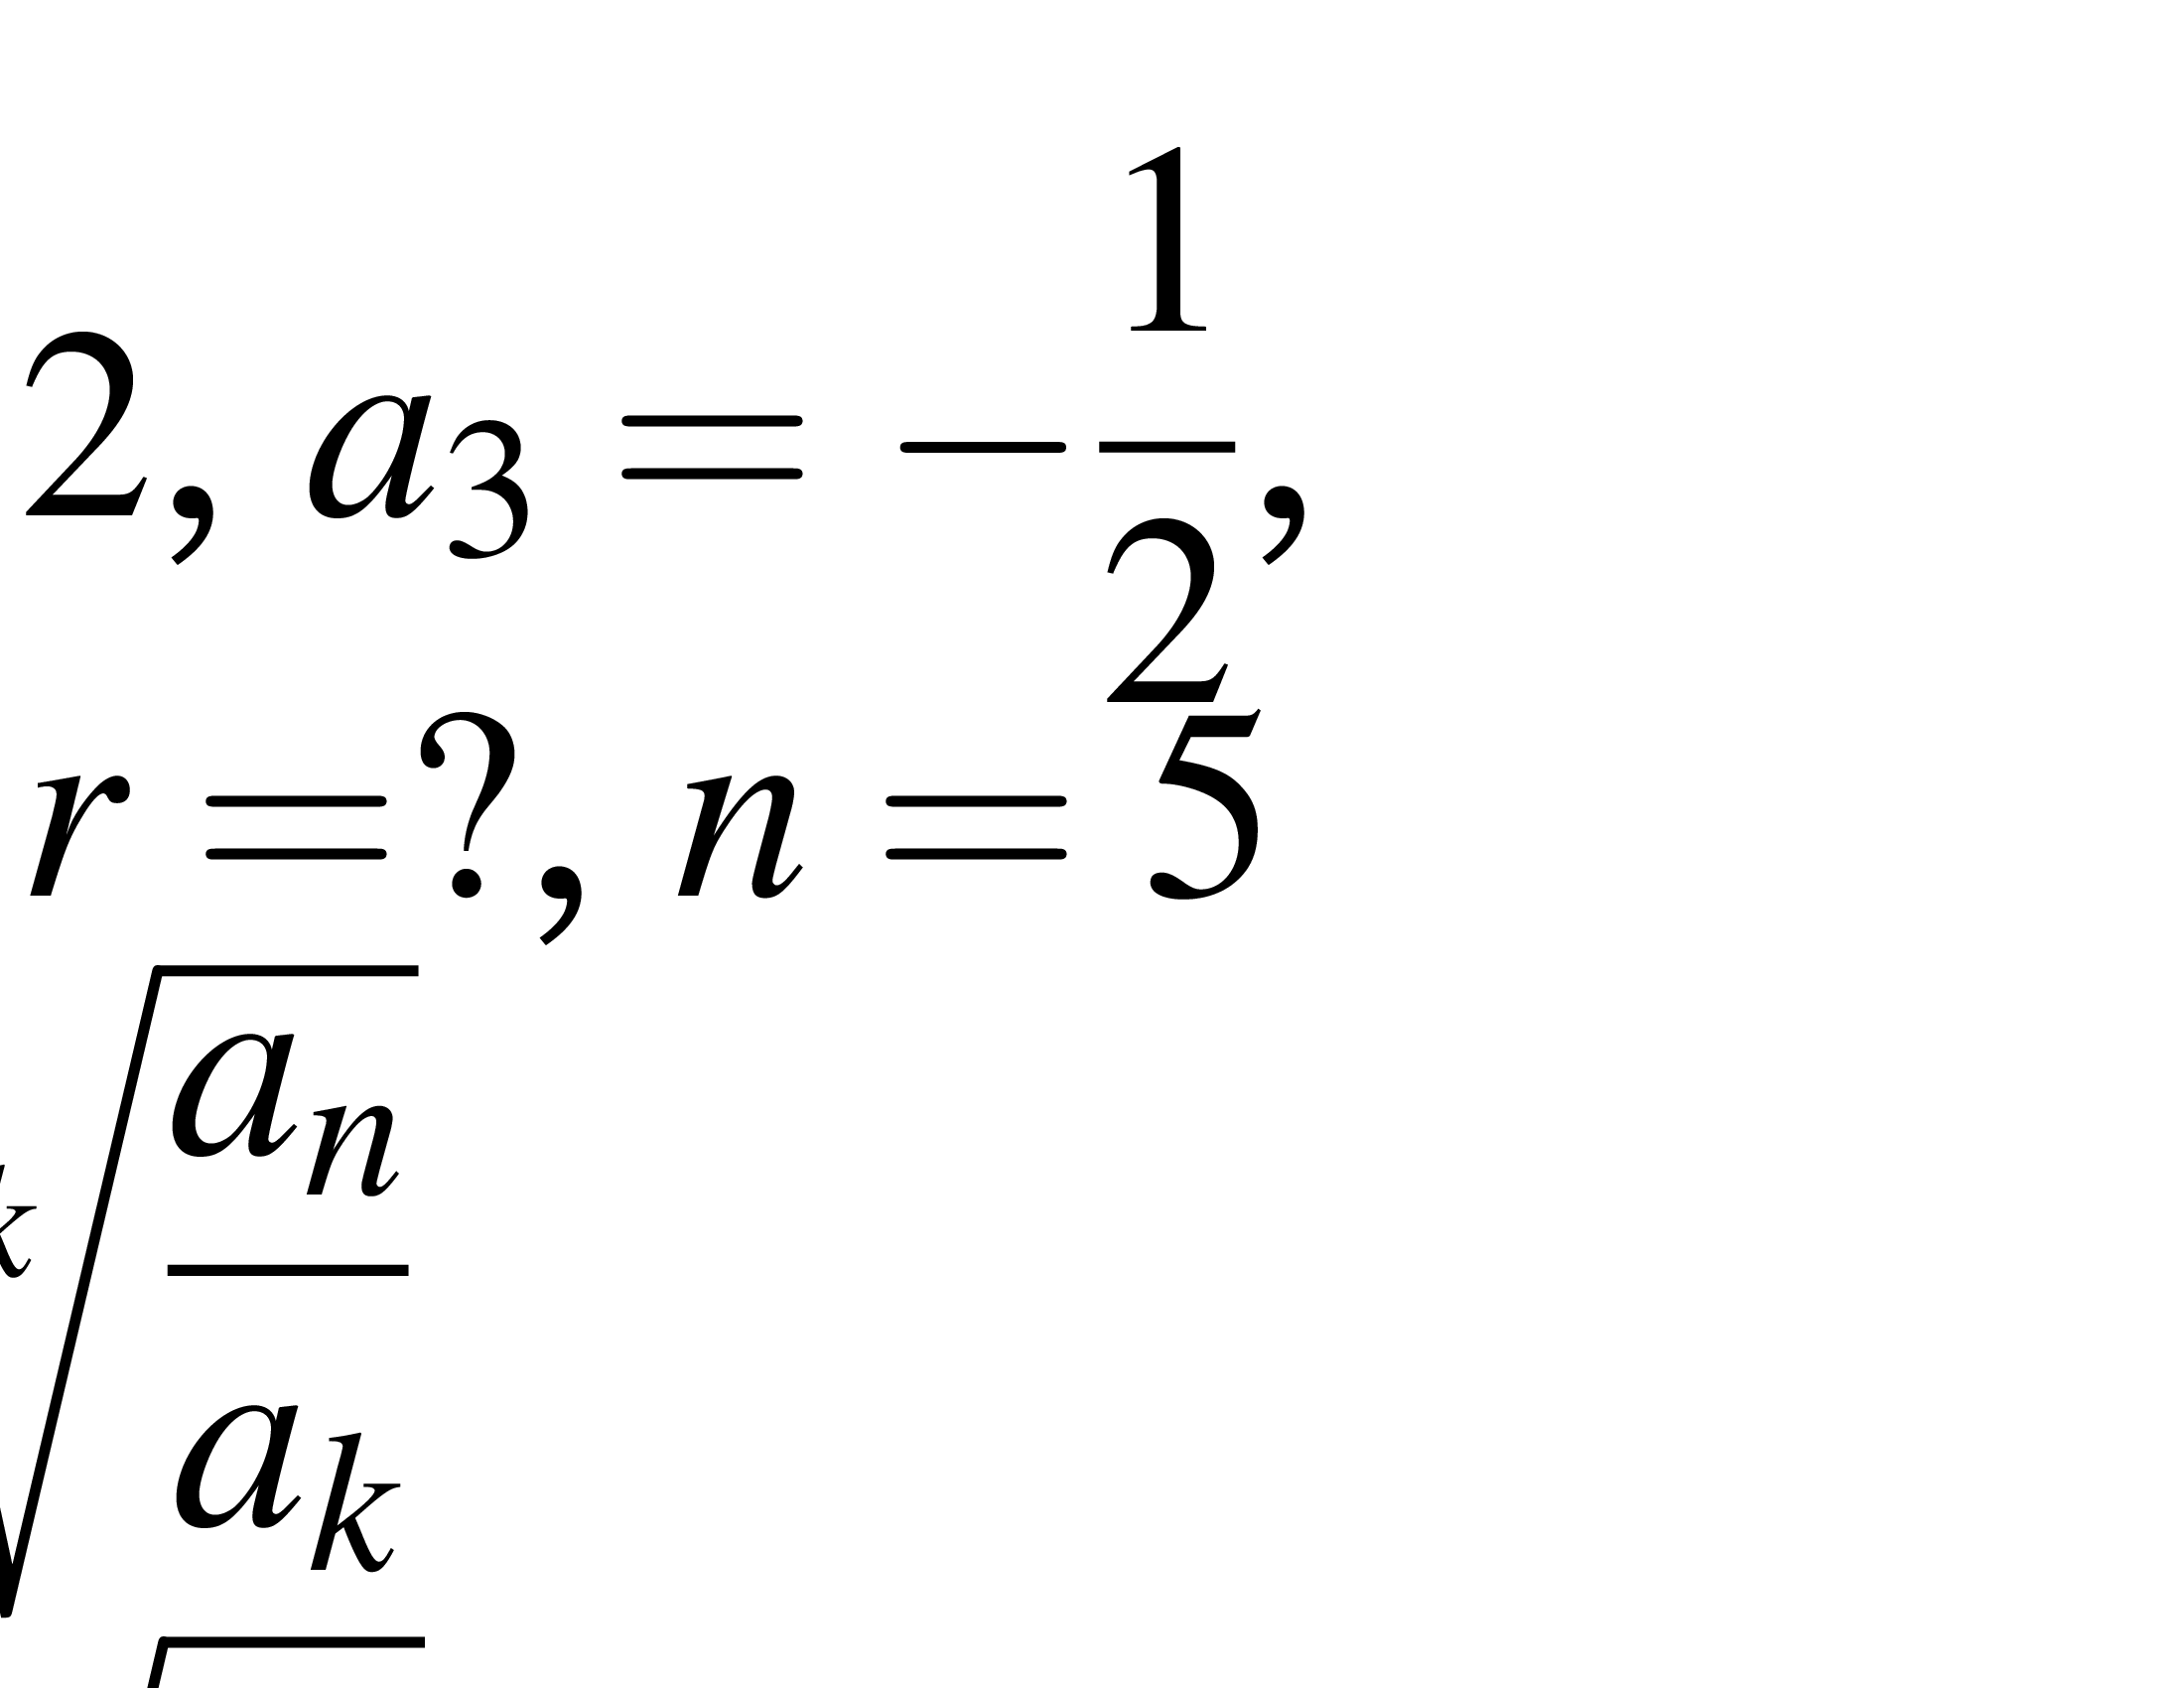 2, a₃ = −1/2,
r =?, n = 5
k√(aₙ/aₖ)